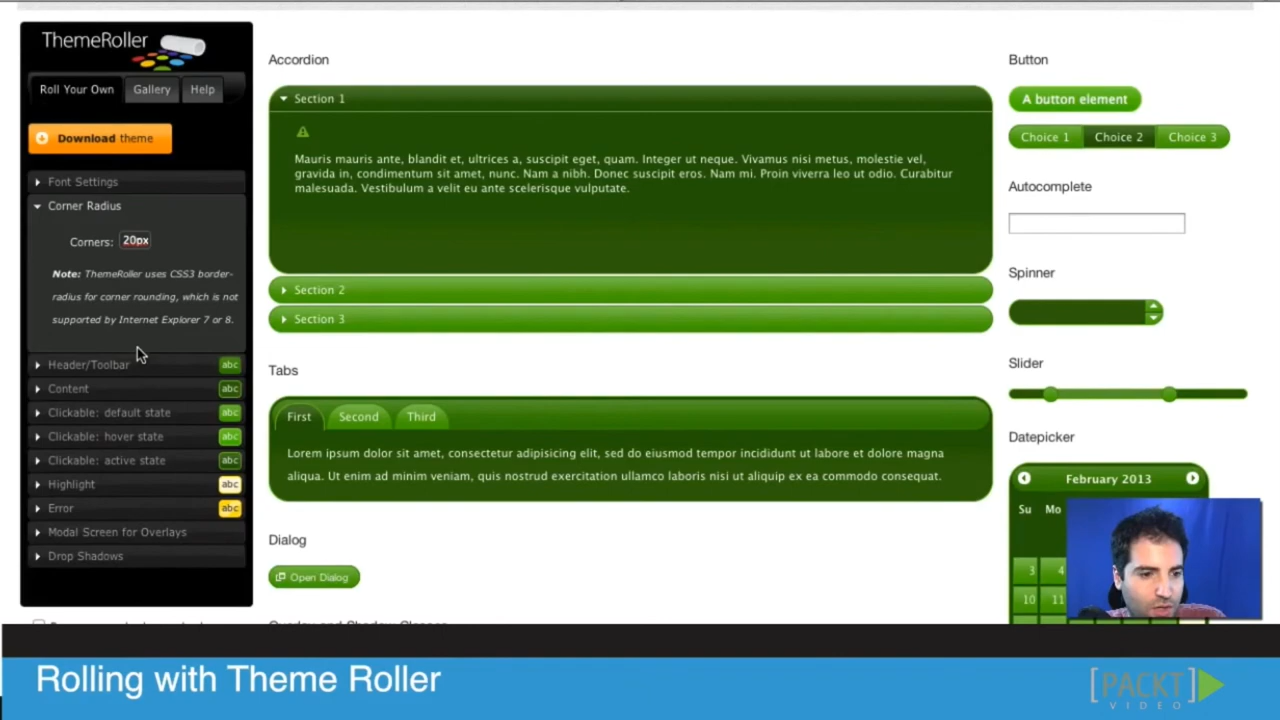 ThemeRoller
Roll Your Own
Gallery
Help
Download theme
Font Settings
Corner Radius
Corners: 20px
Note: ThemeRoller uses CSS3 border-
radius for corner rounding, which is not
supported by Internet Explorer 7 or 8.
Header/Toolbar abc
Content abc
Clickable: default state abc
Clickable: hover state abc
Clickable: active state abc
Highlight abc
Error abc
Modal Screen for Overlays
Drop Shadows
Accordion
Section 1
Mauris mauris ante, blandit et, ultrices a, suscipit eget, quam. Integer ut neque. Vivamus nisi metus, molestie vel,
gravida in, condimentum sit amet, nunc. Nam a nibh. Donec suscipit eros. Nam mi. Proin viverra leo ut odio. Curabitur
malesuada. Vestibulum a velit eu ante scelerisque vulputate.
Section 2
Section 3
Tabs
First Second Third
Lorem ipsum dolor sit amet, consectetur adipisicing elit, sed do eiusmod tempor incididunt ut labore et dolore magna
aliqua. Ut enim ad minim veniam, quis nostrud exercitation ullamco laboris nisi ut aliquip ex ea commodo consequat.
Dialog
Open Dialog
Button
A button element
Choice 1 Choice 2 Choice 3
Autocomplete
Spinner
Slider
Datepicker
February 2013
Su Mo
3 4
10 11
Rolling with Theme Roller
[PACKT]
VIDEO